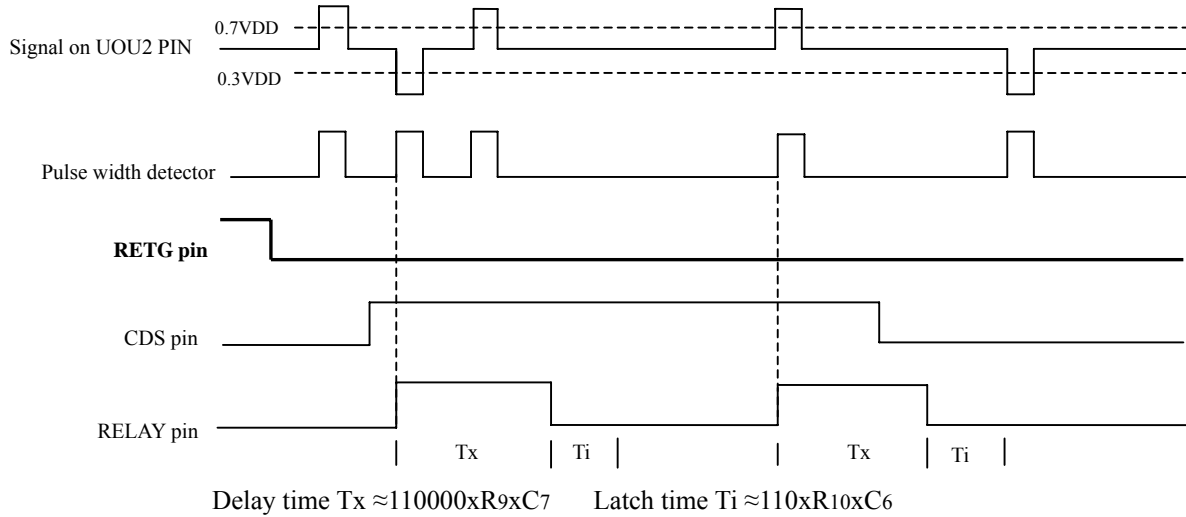 0.7VDD
Signal on UOU2 PIN
0.3VDD
Pulse width detector
RETG pin
CDS pin
RELAY pin
Tx Ti Tx Ti
Delay time Tx ≈110000xR9xC7 Latch time Ti ≈110xR10xC6